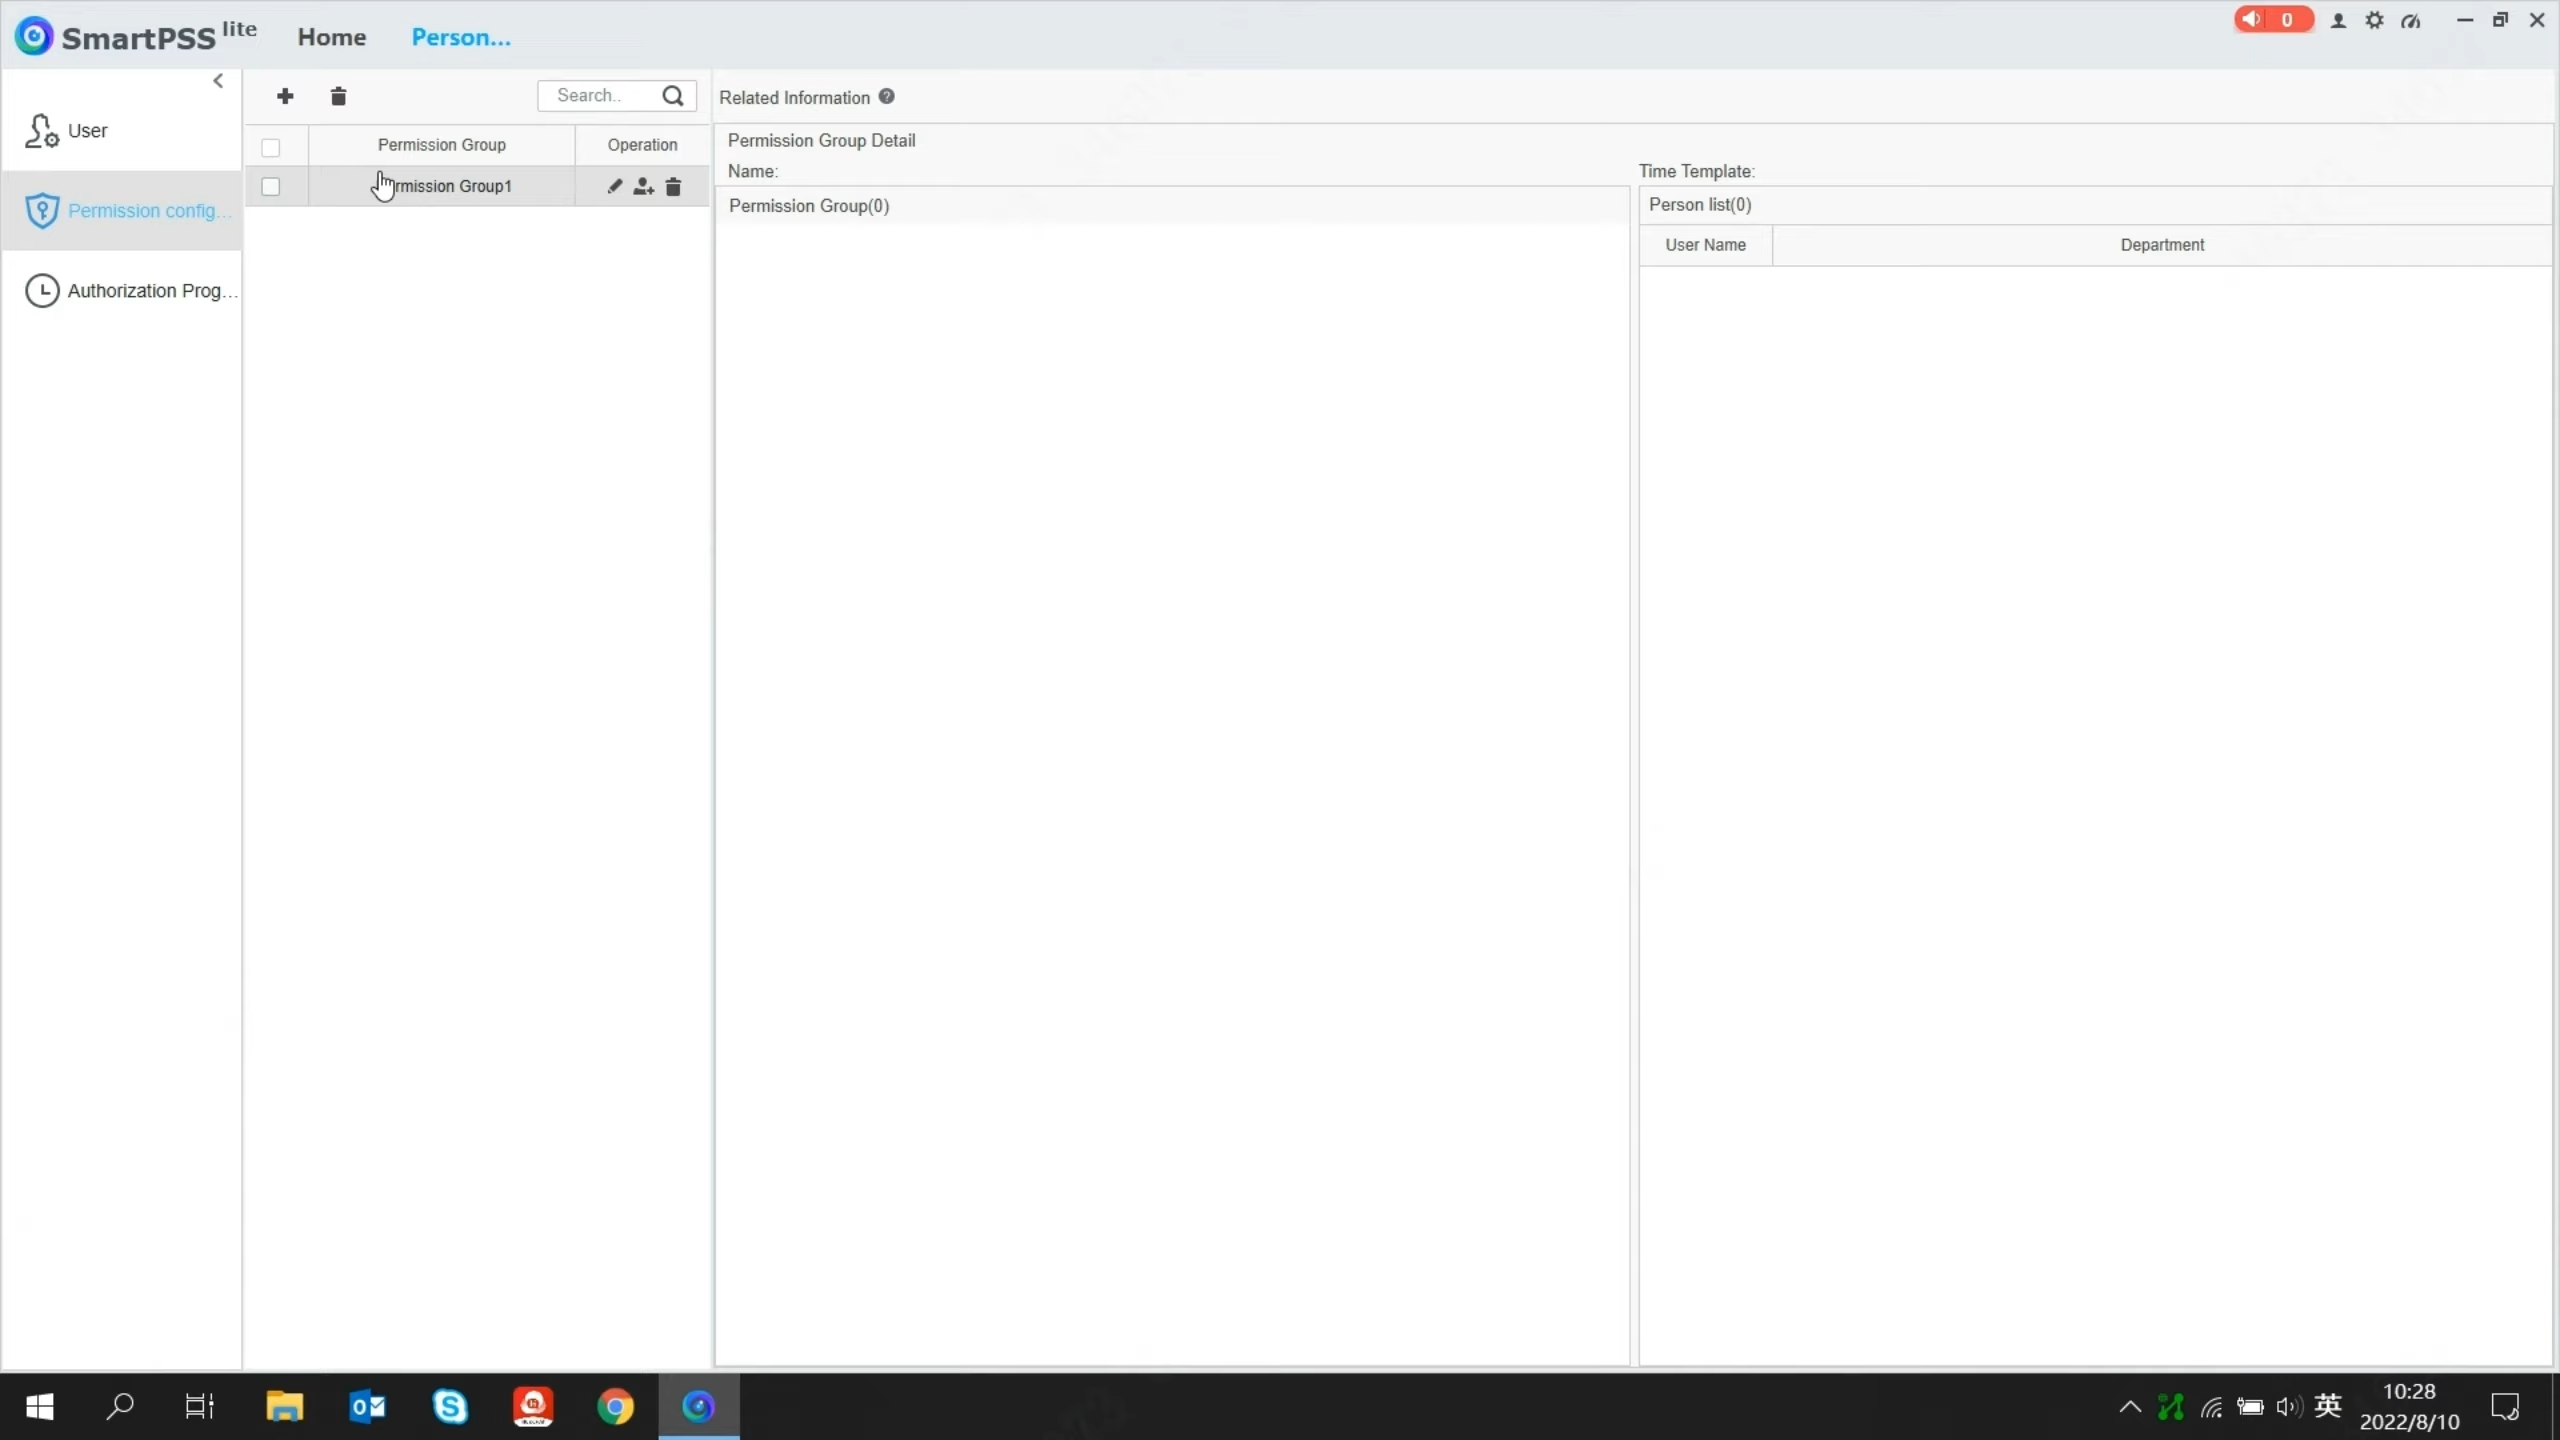 SmartPSS lite
Home
Person...
0
User
Permission config...
Authorization Prog...
Search..
Permission Group
Operation
rmission Group1
Related Information
Permission Group Detail
Name:
Permission Group(0)
Time Template:
Person list(0)
User Name
Department
英
10:28
2022/8/10